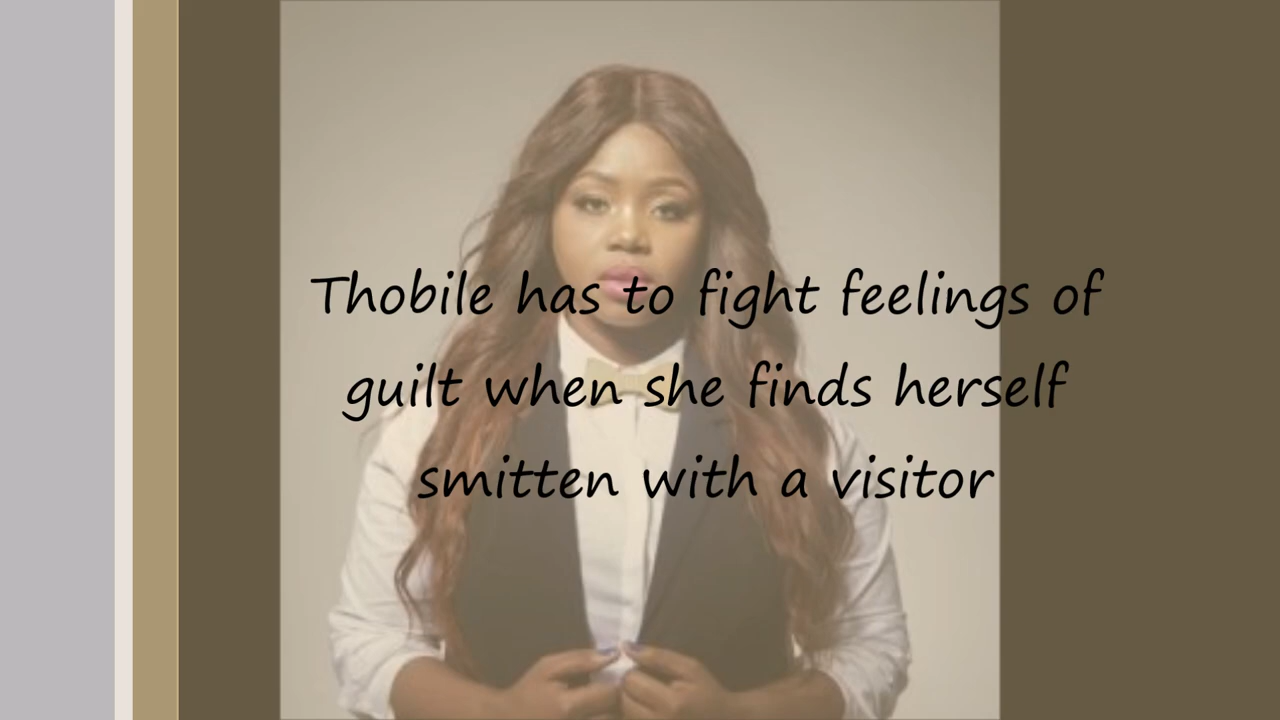 Thobile has to fight feelings of
guilt when she finds herself
smitten with a visitor